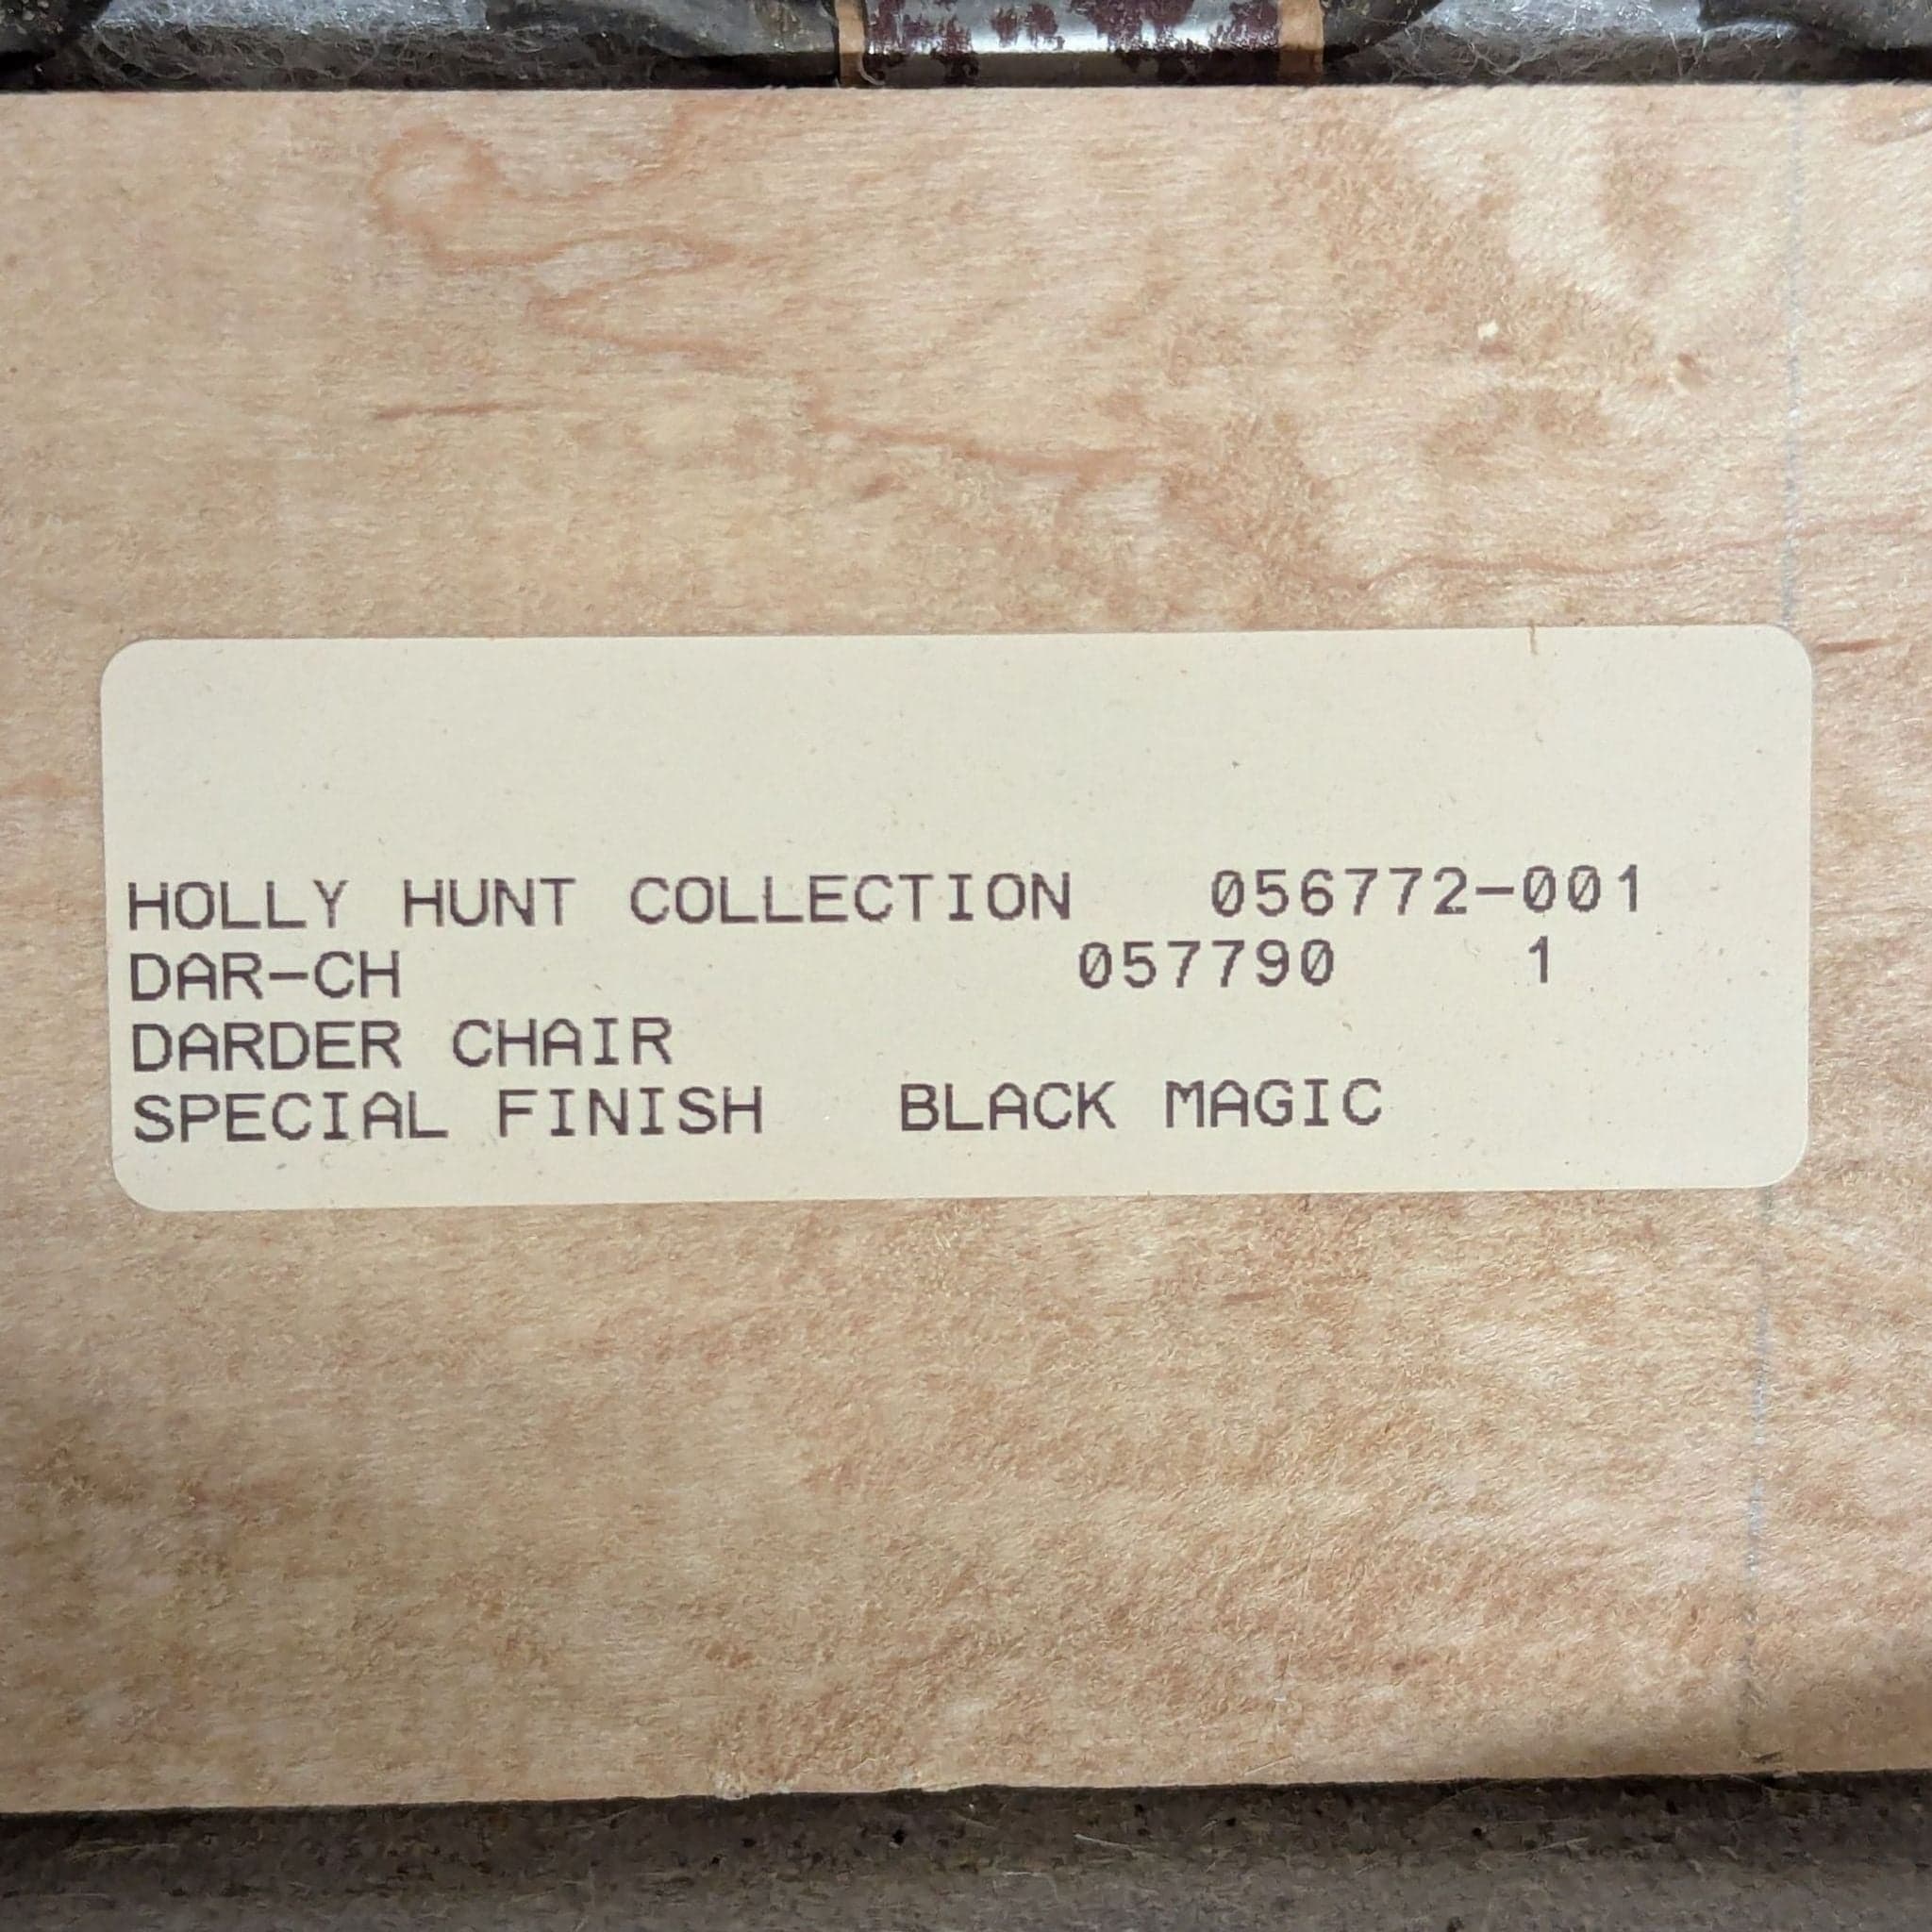 HOLLY HUNT COLLECTION 056772-001
DAR-CH 057790 1
DARDER CHAIR
SPECIAL FINISH BLACK MAGIC